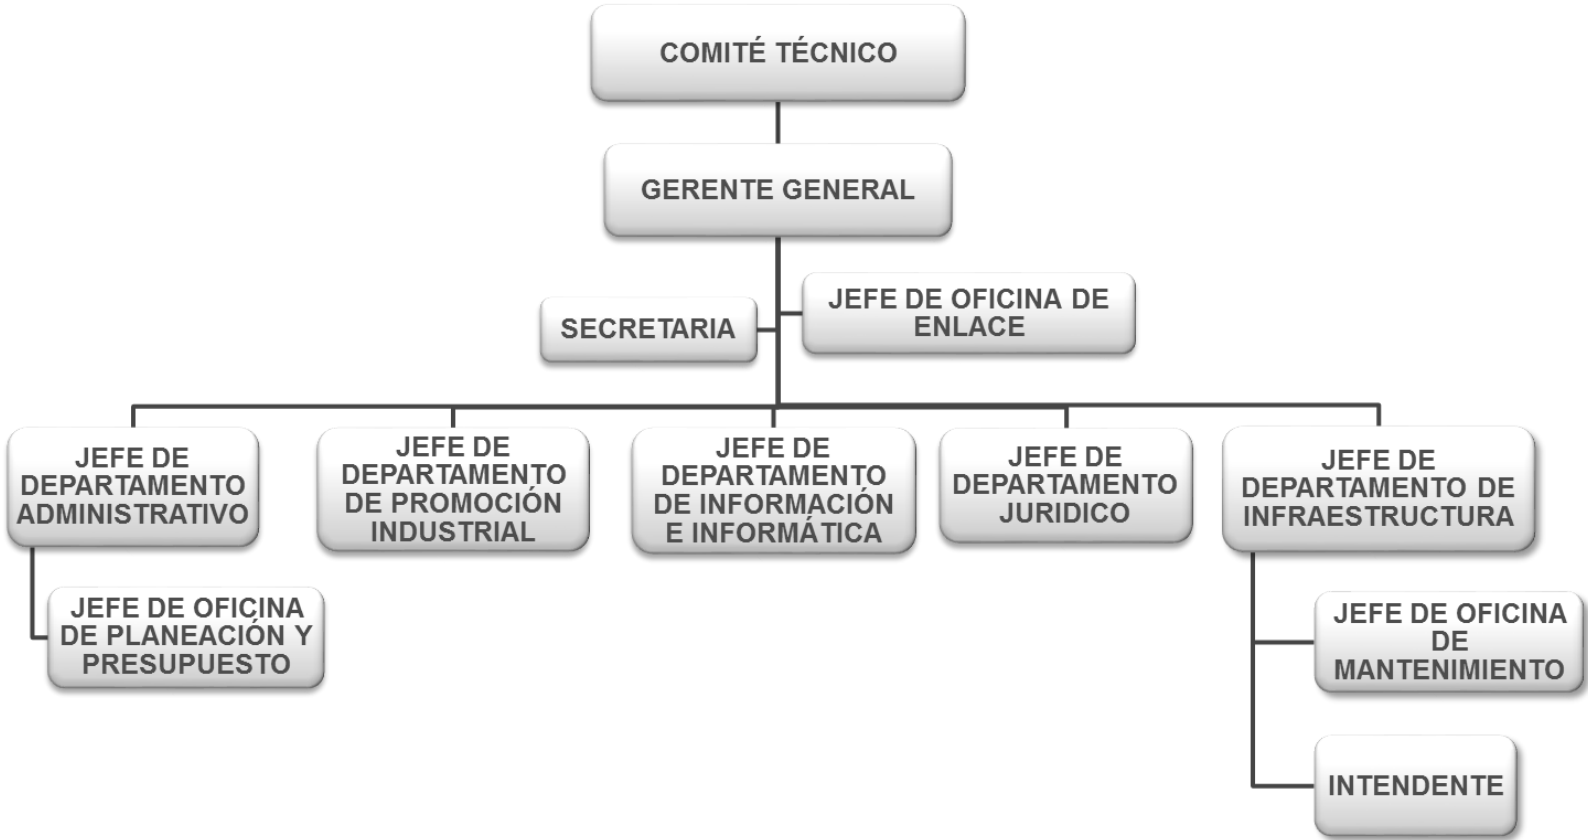 COMITÉ TÉCNICO
GERENTE GENERAL
SECRETARIA
JEFE DE OFICINA DE
ENLACE
JEFE DE
DEPARTAMENTO
ADMINISTRATIVO
JEFE DE
DEPARTAMENTO
DE PROMOCIÓN
INDUSTRIAL
JEFE DE
DEPARTAMENTO
DE INFORMACIÓN
E INFORMÁTICA
JEFE DE
DEPARTAMENTO
JURIDICO
JEFE DE
DEPARTAMENTO DE
INFRAESTRUCTURA
JEFE DE OFICINA
DE PLANEACIÓN Y
PRESUPUESTO
JEFE DE OFICINA
DE
MANTENIMIENTO
INTENDENTE